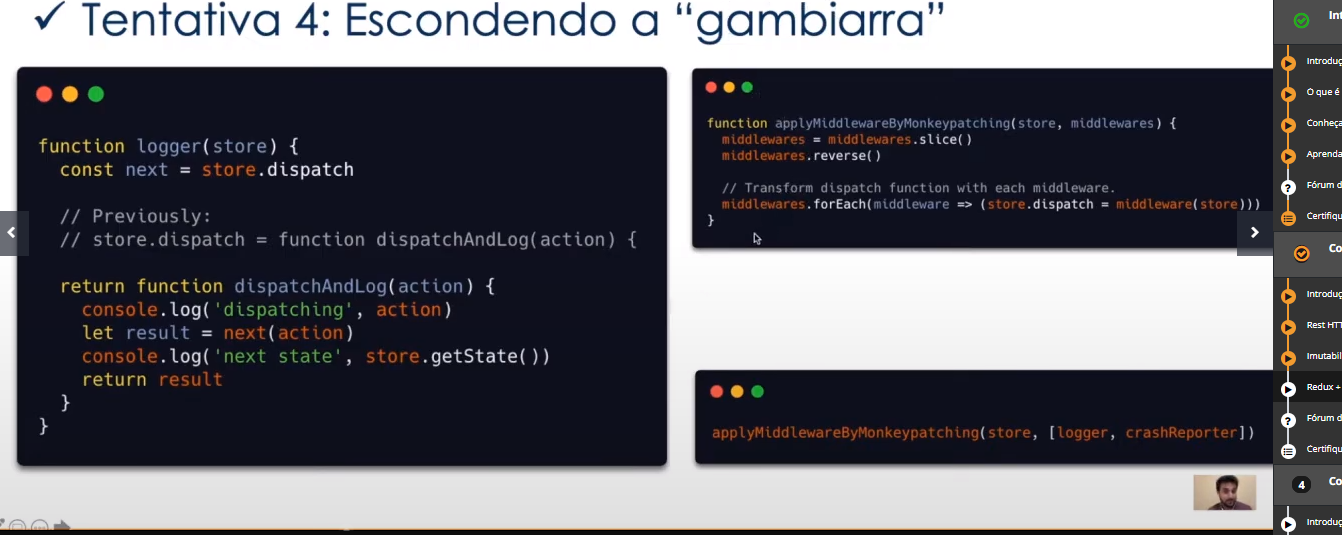 ✓ Tentativa 4: Escondendo a “gambiarra”
function logger(store) {
const next = store.dispatch
// Previously:
// store.dispatch = function dispatchAndLog(action) {
return function dispatchAndLog(action) {
console.log('dispatching', action)
let result = next(action)
console.log('next state', store.getState())
return result
}
}
function applyMiddlewareByMonkeypatching(store, middlewares) {
middlewares = middlewares.slice()
middlewares.reverse()
// Transform dispatch function with each middleware.
middlewares.forEach(middleware => (store.dispatch = middleware(store)))
}
applyMiddlewareByMonkeypatching(store, [logger, crashReporter])
Int
Introduç
O que é
Conheça
Aprenda
Fórum d
Certifiqu
Co
Introduç
Rest HTT
Imutabil
Redux +
Fórum d
Certifiqu
4 Co
Introduç